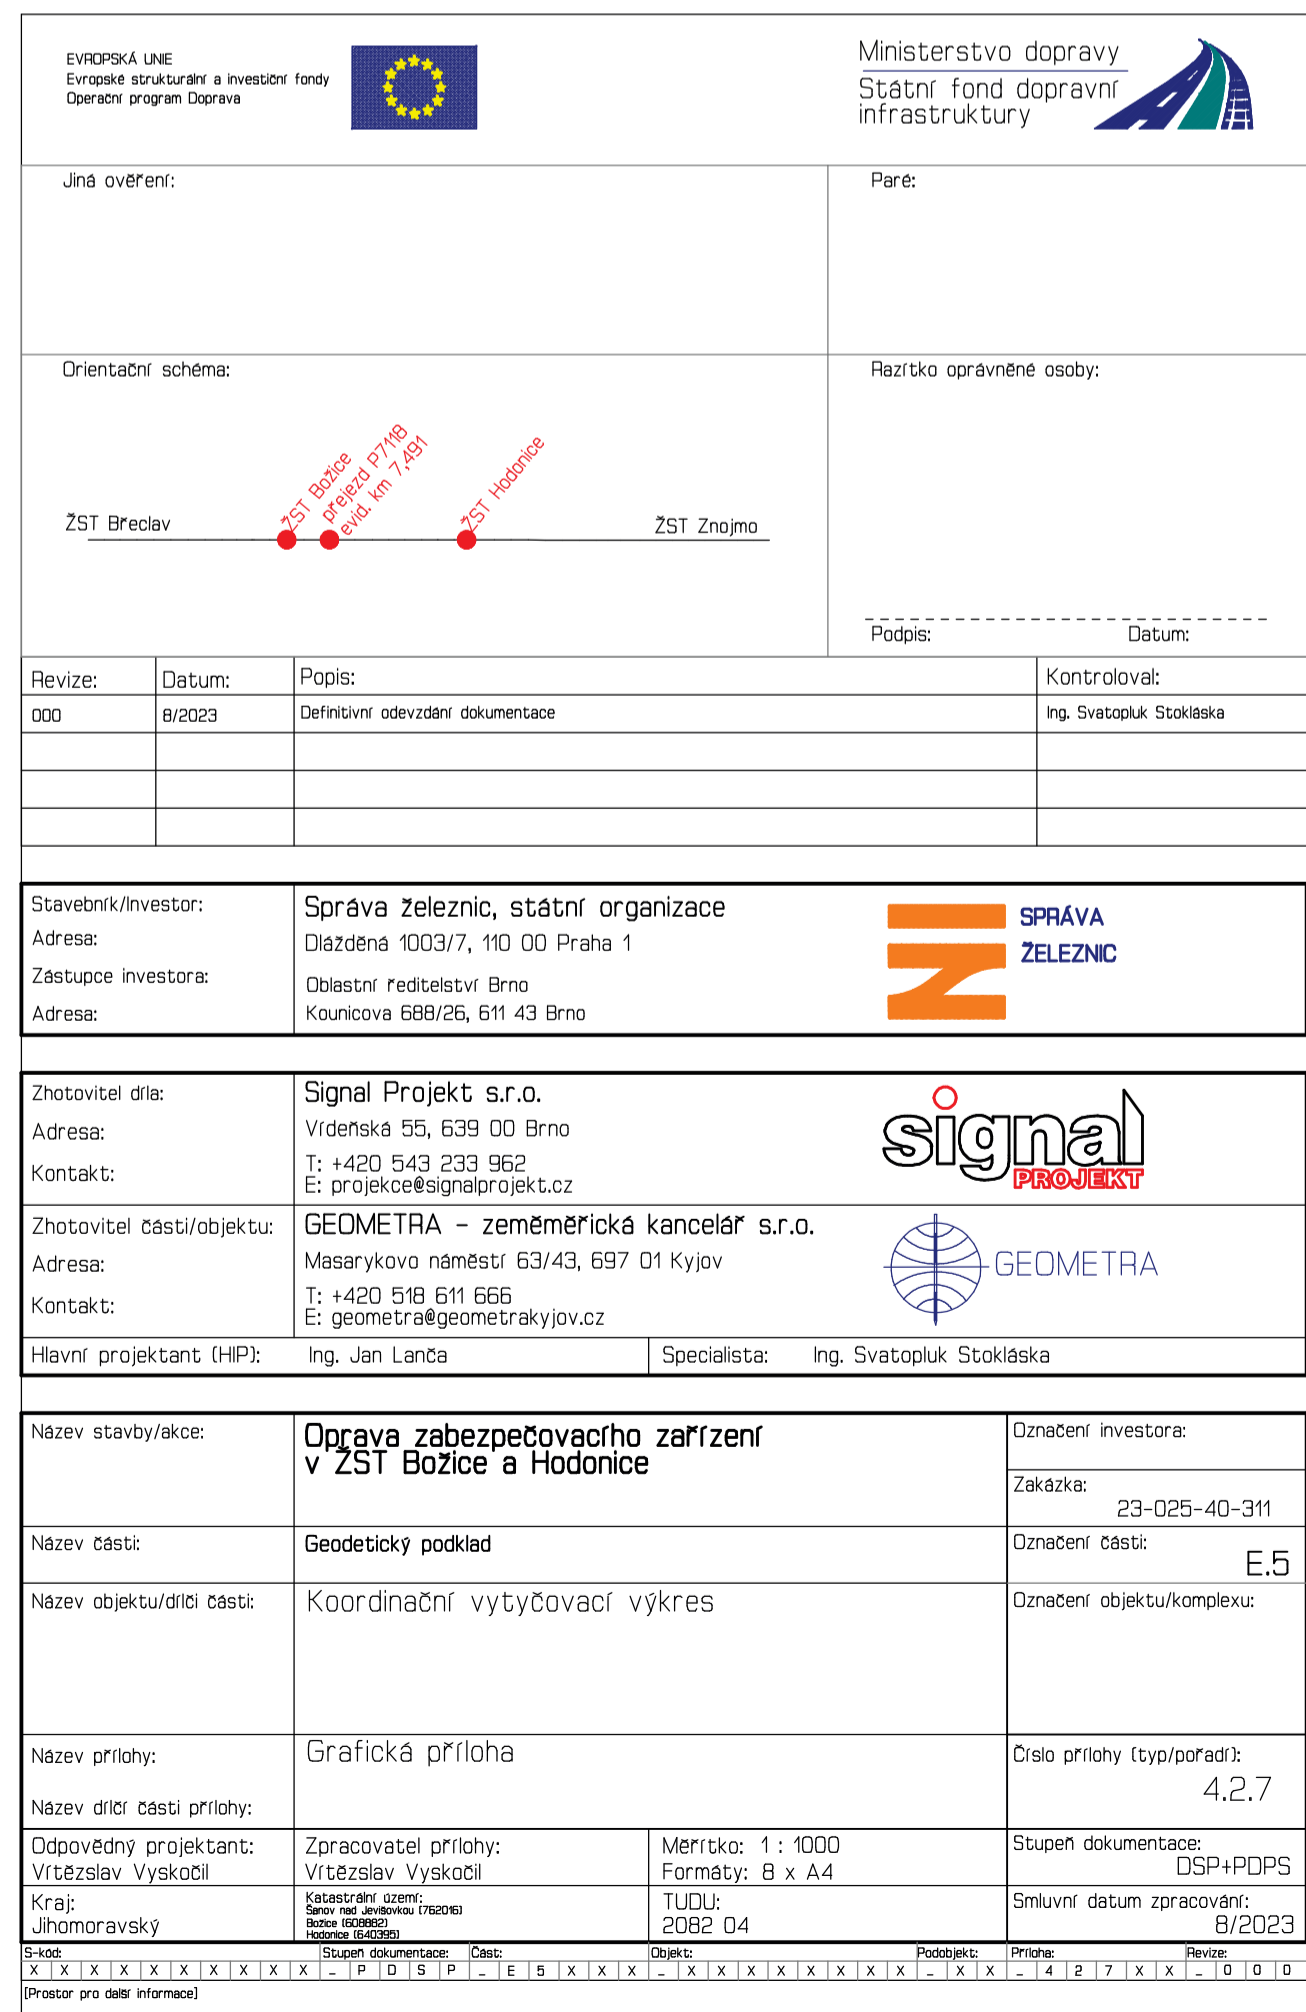 EVROPSKÁ UNIE
Evropské strukturální a investiční fondy
Operační program Doprava
Ministerstvo dopravy
Státní fond dopravní
infrastruktury
Jiná ověření:
Paré:
Orientační schéma:
Razítko oprávněné osoby:
ŽST Břeclav
ŽST Božice
přejezd P7118
evid. km 7,491
ŽST Hodonice
ŽST Znojmo
Podpis: Datum:
Revize: Datum: Popis: Kontroloval:
000 8/2023 Definitivní odevzdání dokumentace Ing. Svatopluk Stokláska
Stavebník/Investor: Správa železnic, státní organizace
Adresa: Dlážděná 1003/7, 110 00 Praha 1
Zástupce investora: Oblastní ředitelství Brno
Adresa: Kounicova 688/26, 611 43 Brno
SPRÁVA
ŽELEZNIC
Zhotovitel díla: Signal Projekt s.r.o.
Adresa: Vídeňská 55, 639 00 Brno
Kontakt: T: +420 543 233 962
E: projekce@signalprojekt.cz
signal
PROJEKT
Zhotovitel části/objektu: GEOMETRA - zeměměřická kancelář s.r.o.
Adresa: Masarykovo náměstí 63/43, 697 01 Kyjov
Kontakt: T: +420 518 611 666
E: geometra@geometrakyjov.cz
GEOMETRA
Hlavní projektant (HIP): Ing. Jan Lanča Specialista: Ing. Svatopluk Stokláska
Název stavby/akce: Oprava zabezpečovacího zařízení
v ŽST Božice a Hodonice
Označení investora:
Zakázka:
23-025-40-311
Název části: Geodetický podklad
Označení části:
E.5
Název objektu/dílči části: Koordinační vytyčovací výkres
Označení objektu/komplexu:
Název přílohy: Grafická příloha
Název dílčí části přílohy:
Číslo přílohy (typ/pořadí):
4.2.7
Odpovědný projektant: Zpracovatel přílohy: Měřítko: 1 : 1000
Vítězslav Vyskočil Vítězslav Vyskočil Formáty: 8 x A4
Stupeň dokumentace:
DSP+PDPS
Kraj:
Jihomoravský
Katastrální území:
Šanov nad Jevišovkou [762016]
Božice [608882]
Hodonice [640395]
TUDU:
2082 04
Smluvní datum zpracování:
8/2023
S-kód: Stupeň dokumentace: Část: Objekt: Podobjekt: Příloha: Revize:
X X X X X X X X X X _ P D S P _ E 5 X X X _ X X X X X X X X _ X X _ 4 2 7 X X _ 0 0 0
[Prostor pro další informace]